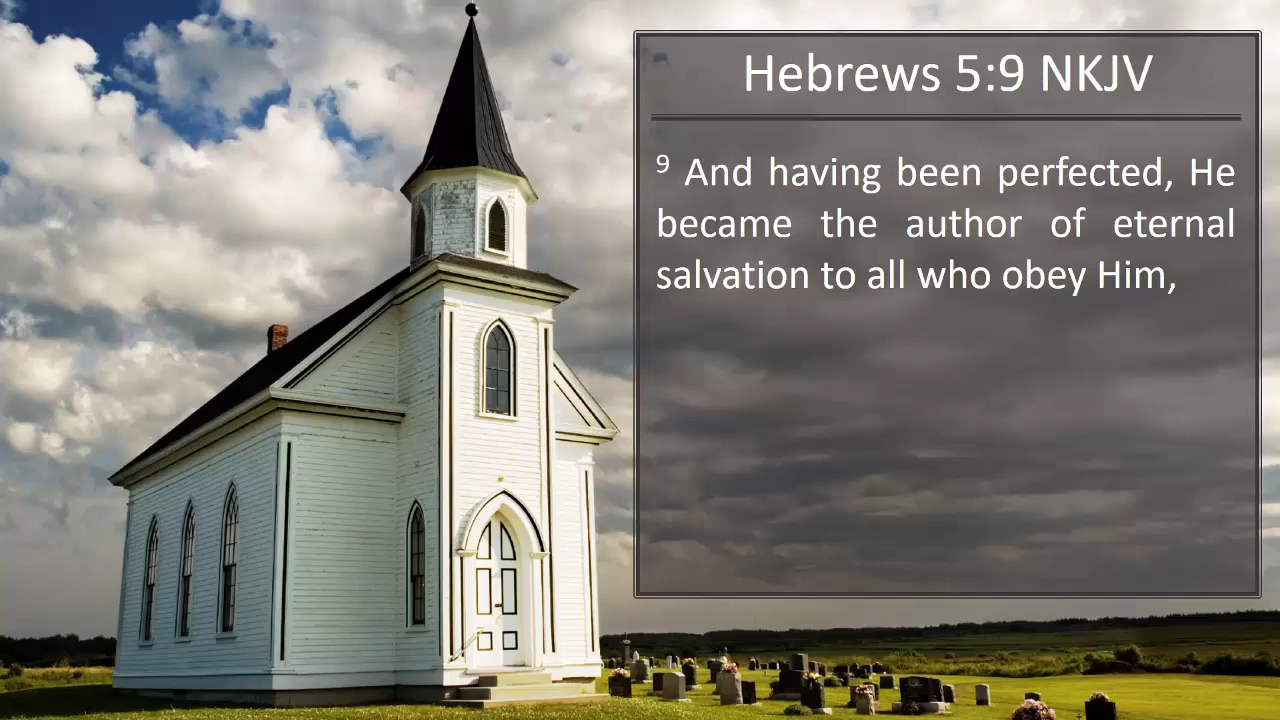 Hebrews 5:9 NKJV
⁹ And having been perfected, He
became the author of eternal
salvation to all who obey Him,